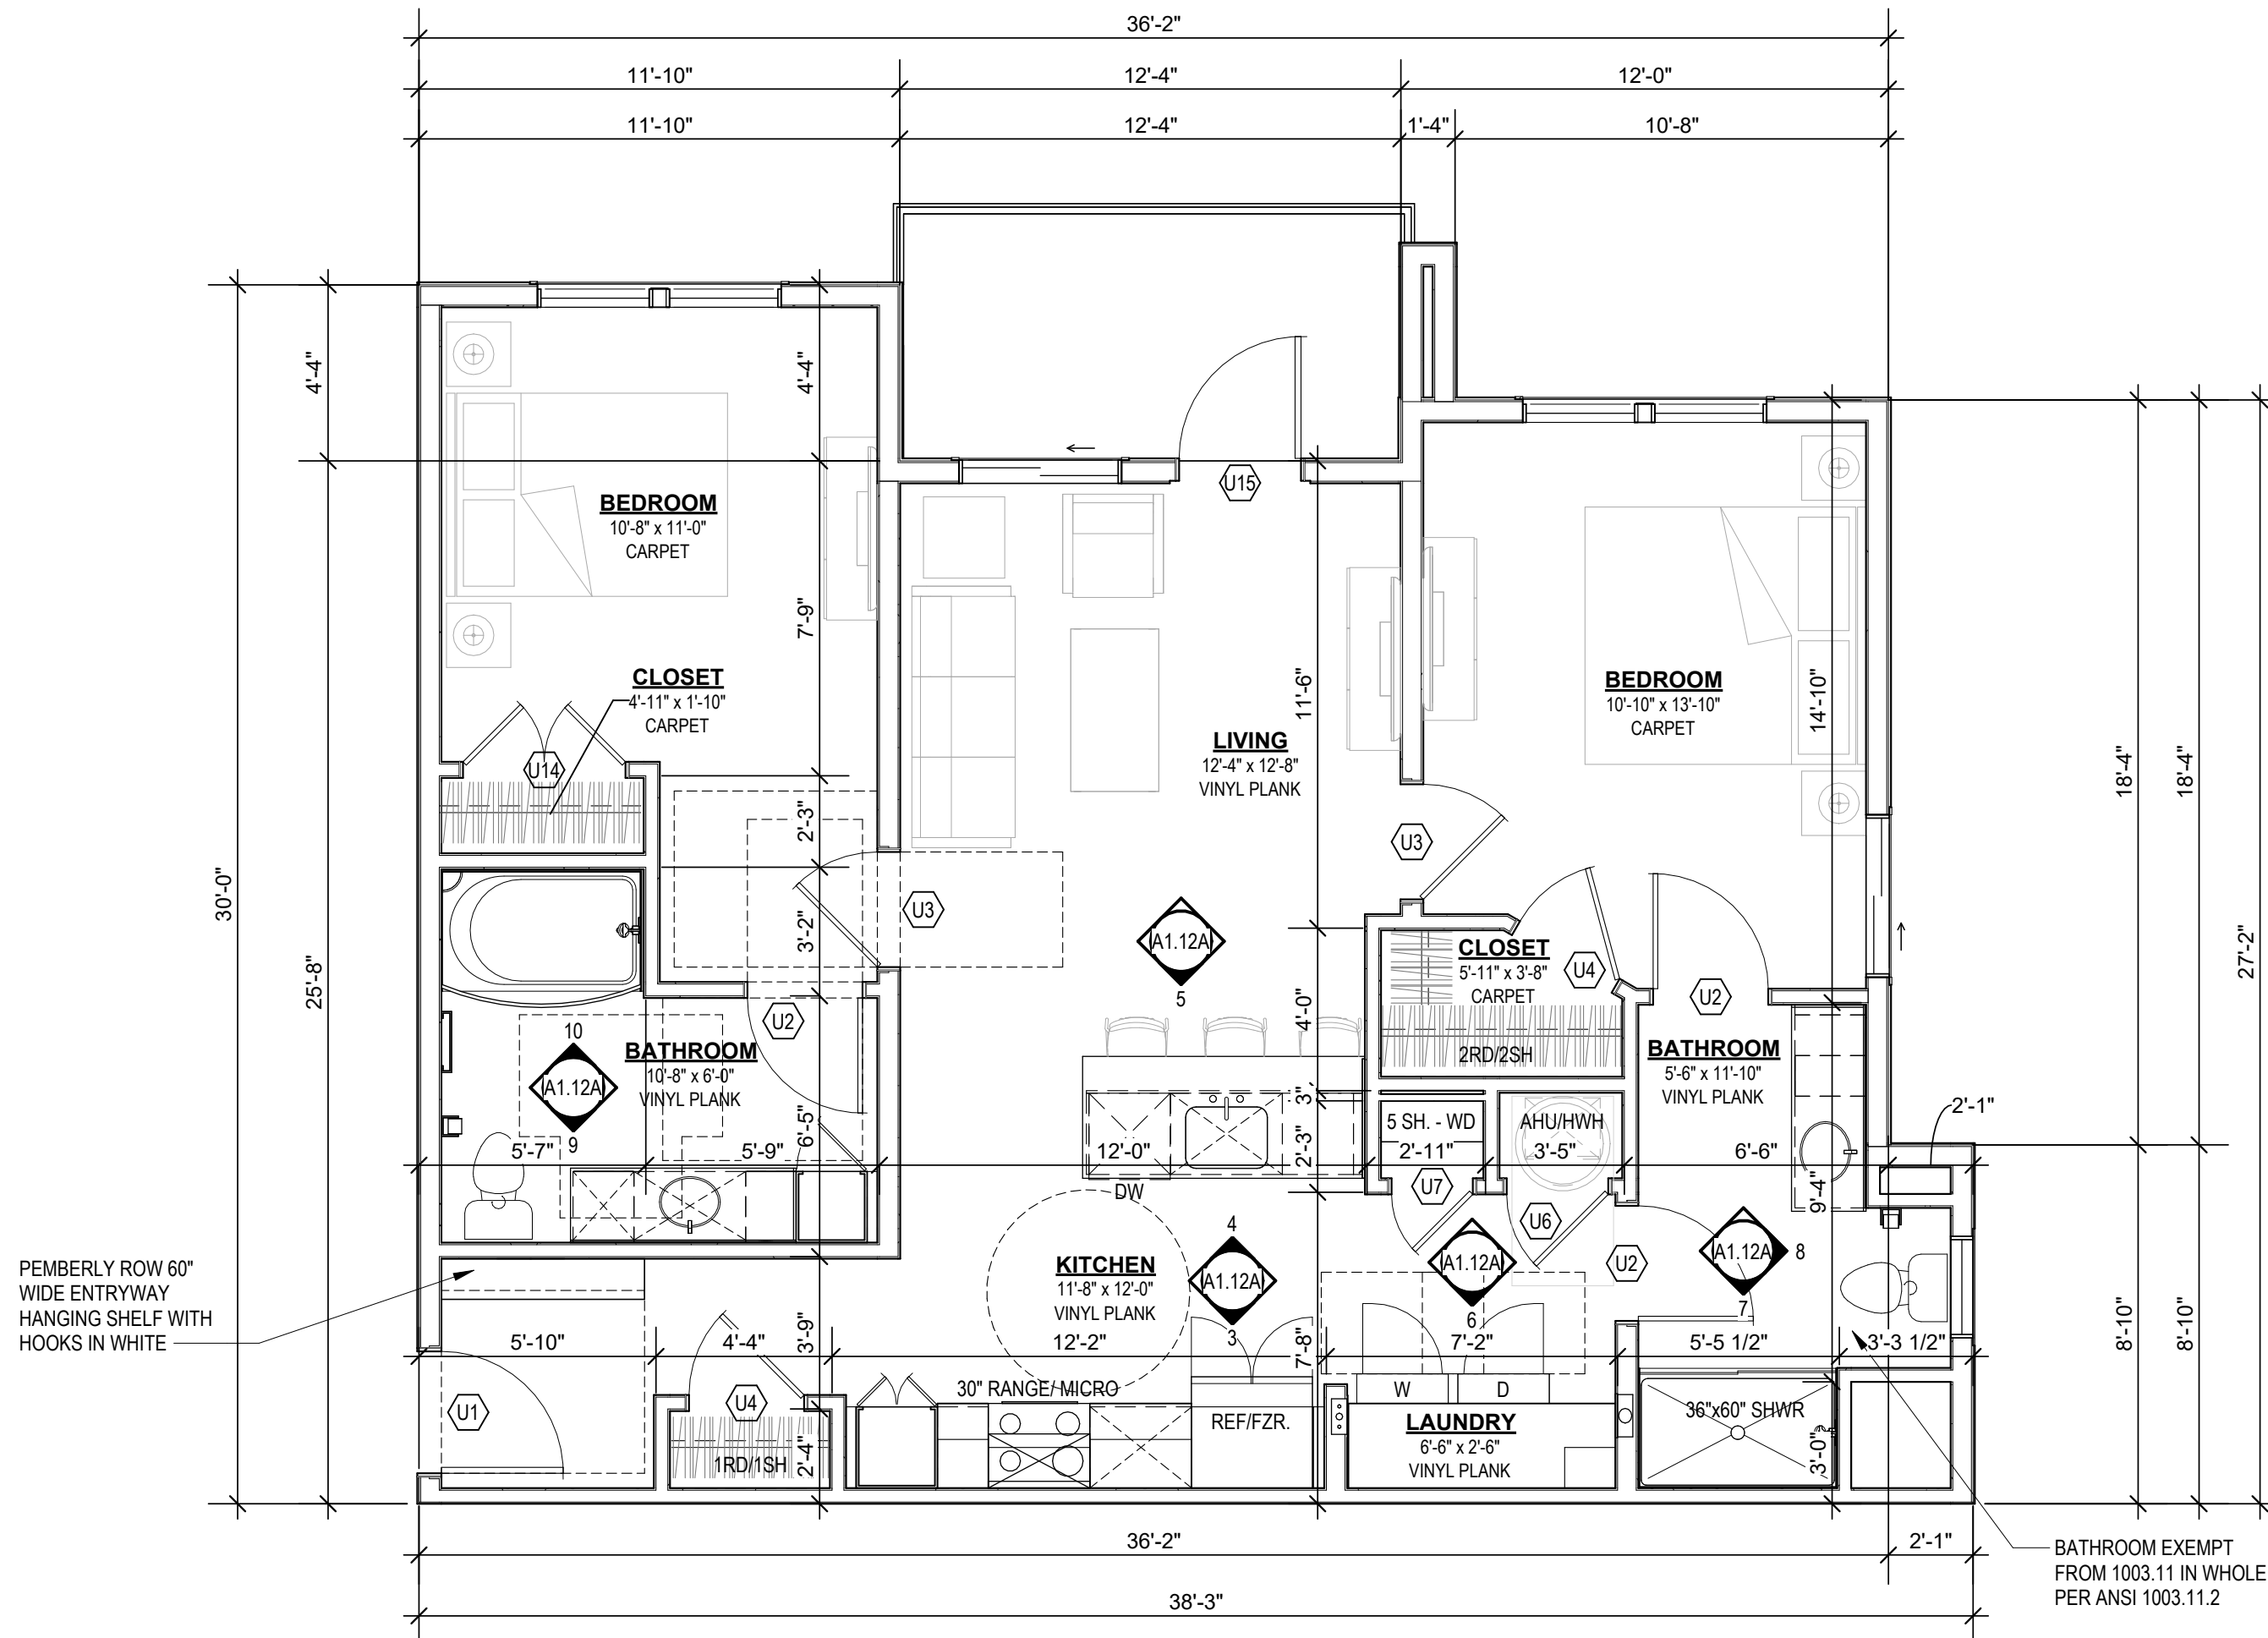 36'-2"
11'-10" 12'-4" 12'-0"
11'-10" 12'-4" 1'-4" 10'-8"
4'-4"
4'-4"
30'-0"
25'-8"
BEDROOM
10'-8" x 11'-0"
CARPET
7'-9"
CLOSET
4'-11" x 1'-10"
CARPET
U14
2'-3"
3'-2"
U3
U2
10
BATHROOM
10'-8" x 6'-0"
VINYL PLANK
A1.12A
9
5'-7"
5'-9"
6'-5"
U15
LIVING
12'-4" x 12'-8"
VINYL PLANK
11'-6"
U3
A1.12A
5
4'-0"
3"
2'-3"
12'-0"
DW
BEDROOM
10'-10" x 13'-10"
CARPET
14'-10"
18'-4"
18'-4"
27'-2"
CLOSET
5'-11" x 3'-8"
CARPET
2RD/2SH
U4
U2
BATHROOM
5'-6" x 11'-10"
VINYL PLANK
5 SH. - WD
2'-11"
AHU/HWH
3'-5"
6'-6"
2'-1"
9'-4"
U7
U6
U2
PEMBERLY ROW 60"
WIDE ENTRYWAY
HANGING SHELF WITH
HOOKS IN WHITE
KITCHEN
11'-8" x 12'-0"
VINYL PLANK
4
A1.12A
3
A1.12A
6
A1.12A
8
7
5'-10"
4'-4"
3'-9"
12'-2"
7'-8"
7'-2"
5'-5 1/2"
3'-3 1/2"
8'-10"
8'-10"
U1
U4
1RD/1SH
2'-4"
30" RANGE/ MICRO
REF/FZR.
W
D
LAUNDRY
6'-6" x 2'-6"
VINYL PLANK
36"x60" SHWR
3'-0"
36'-2"
2'-1"
38'-3"
BATHROOM EXEMPT
FROM 1003.11 IN WHOLE
PER ANSI 1003.11.2